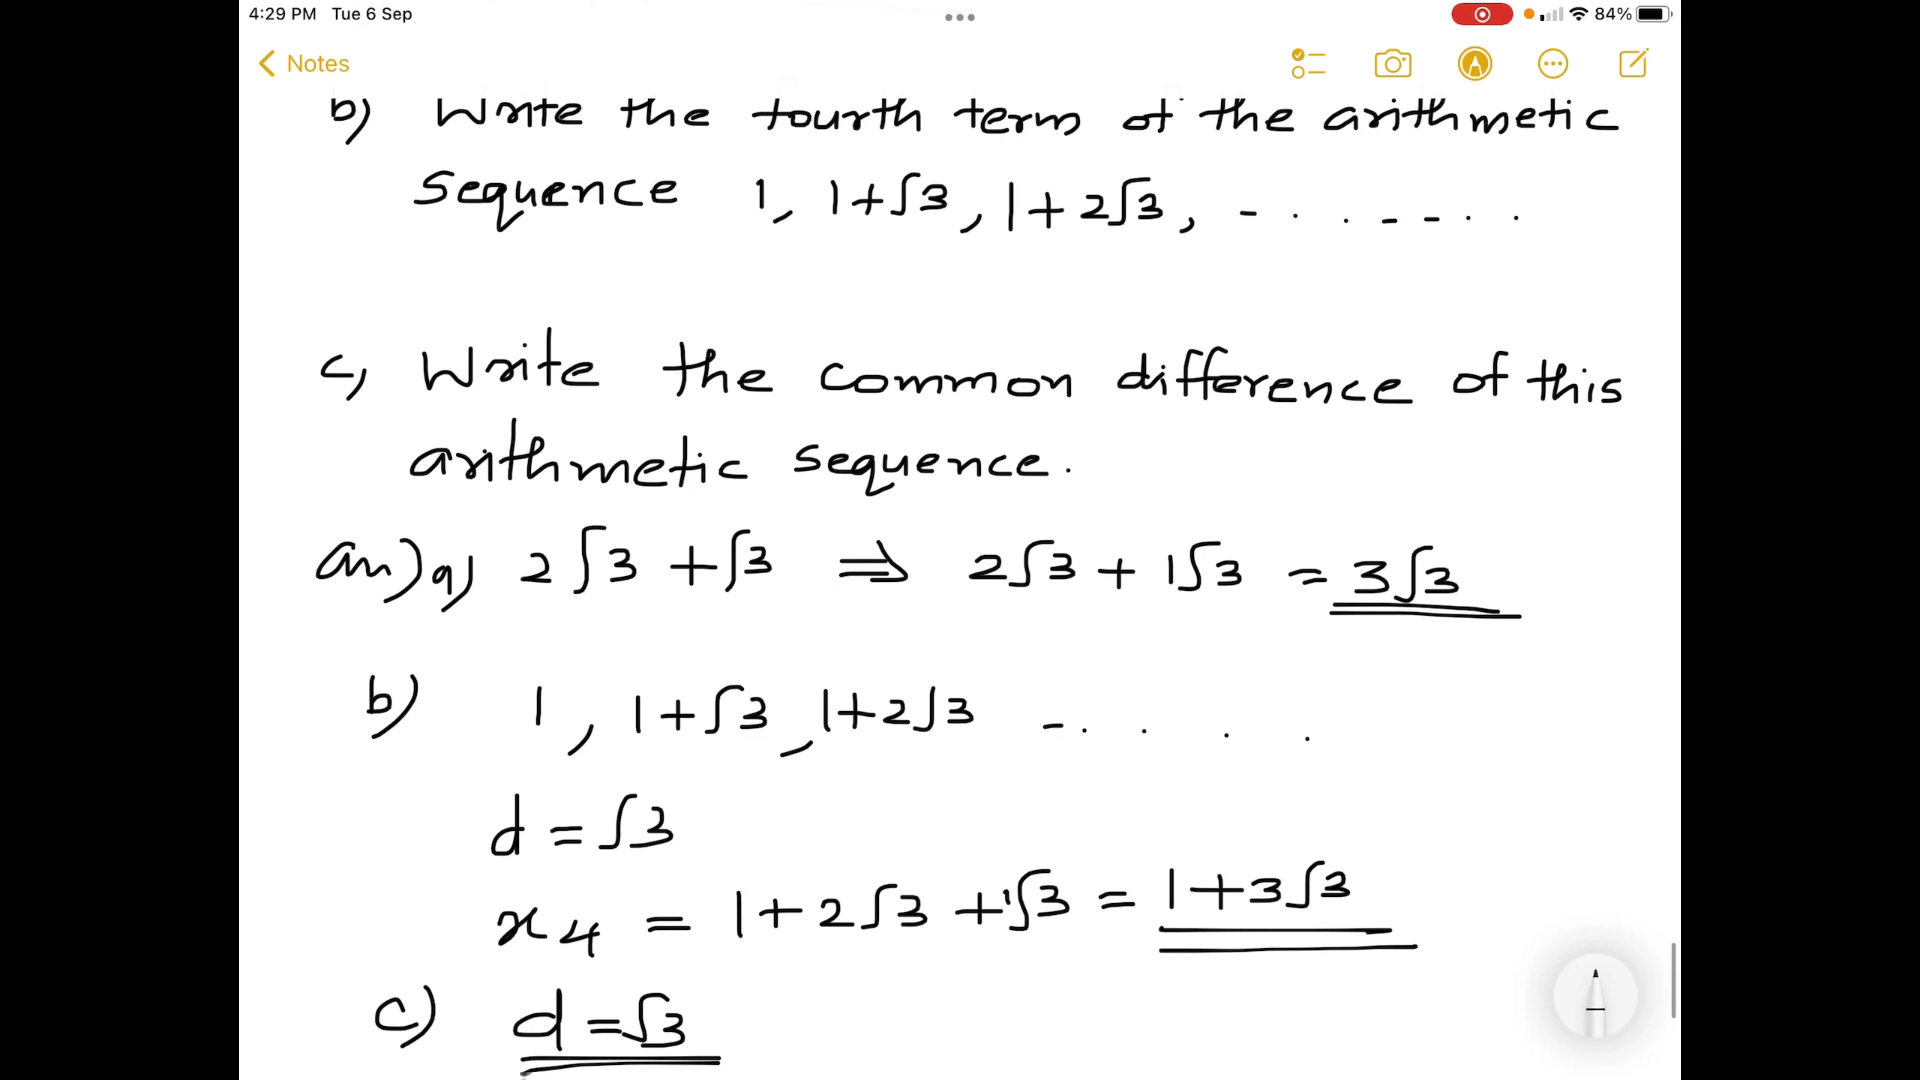 4:29 PM Tue 6 Sep
84%
Notes
b) Write the fourth term of the arithmetic
sequence 1, 1+√3, 1+2√3, - . . - - . .
c, Write the common difference of this
arithmetic sequence.
an) a) 2√3 + √3 ⇒ 2√3 + 1√3 = 3√3
b) 1, 1+√3, 1+2√3 - . . . .
d = √3
x4 = 1+2√3 + 1√3 = 1+3√3
c) d = √3